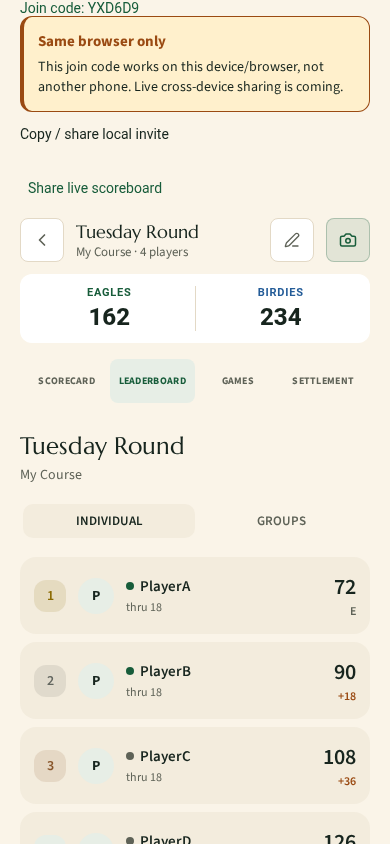 Join code: YXD6D9
Same browser only
This join code works on this device/browser, not
another phone. Live cross-device sharing is coming.
Copy / share local invite
Share live scoreboard
Tuesday Round
My Course · 4 players
EAGLES
162
BIRDIES
234
SCORECARD
LEADERBOARD
GAMES
SETTLEMENT
Tuesday Round
My Course
INDIVIDUAL
GROUPS
1
P
PlayerA
thru 18
72
E
2
P
PlayerB
thru 18
90
+18
3
P
PlayerC
thru 18
108
+36
PlayerD
126